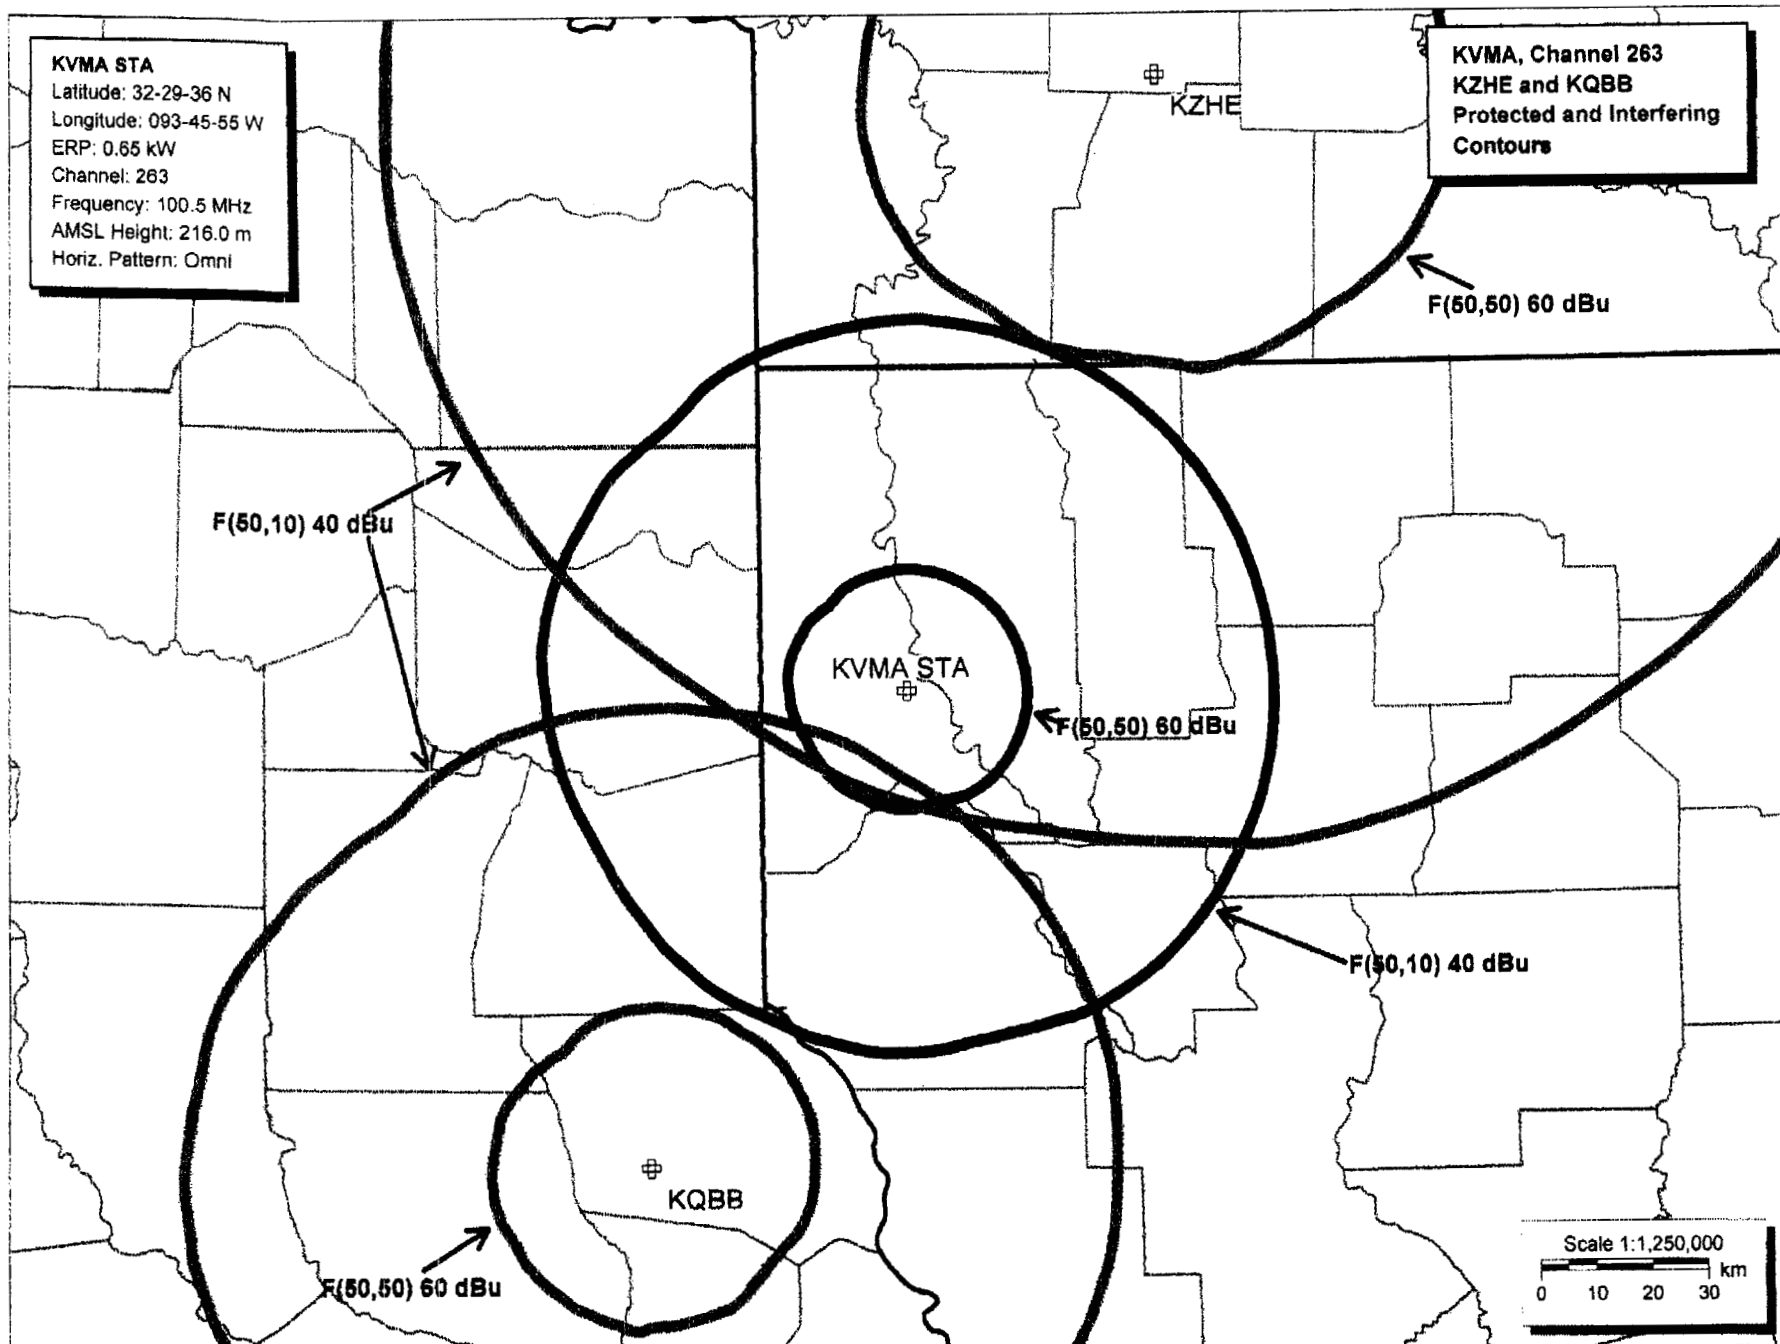 KVMA STA
Latitude: 32-29-36 N
Longitude: 093-45-55 W
ERP: 0.65 kW
Channel: 263
Frequency: 100.5 MHz
AMSL Height: 216.0 m
Horiz. Pattern: Omni
KVMA, Channel 263
KZHE and KQBB
Protected and Interfering
Contours
KZHE
F(50,50) 60 dBu
F(50,10) 40 dBu
KVMA STA
F(50,50) 60 dBu
F(50,10) 40 dBu
KQBB
F(50,50) 60 dBu
Scale 1:1,250,000
km
0 10 20 30